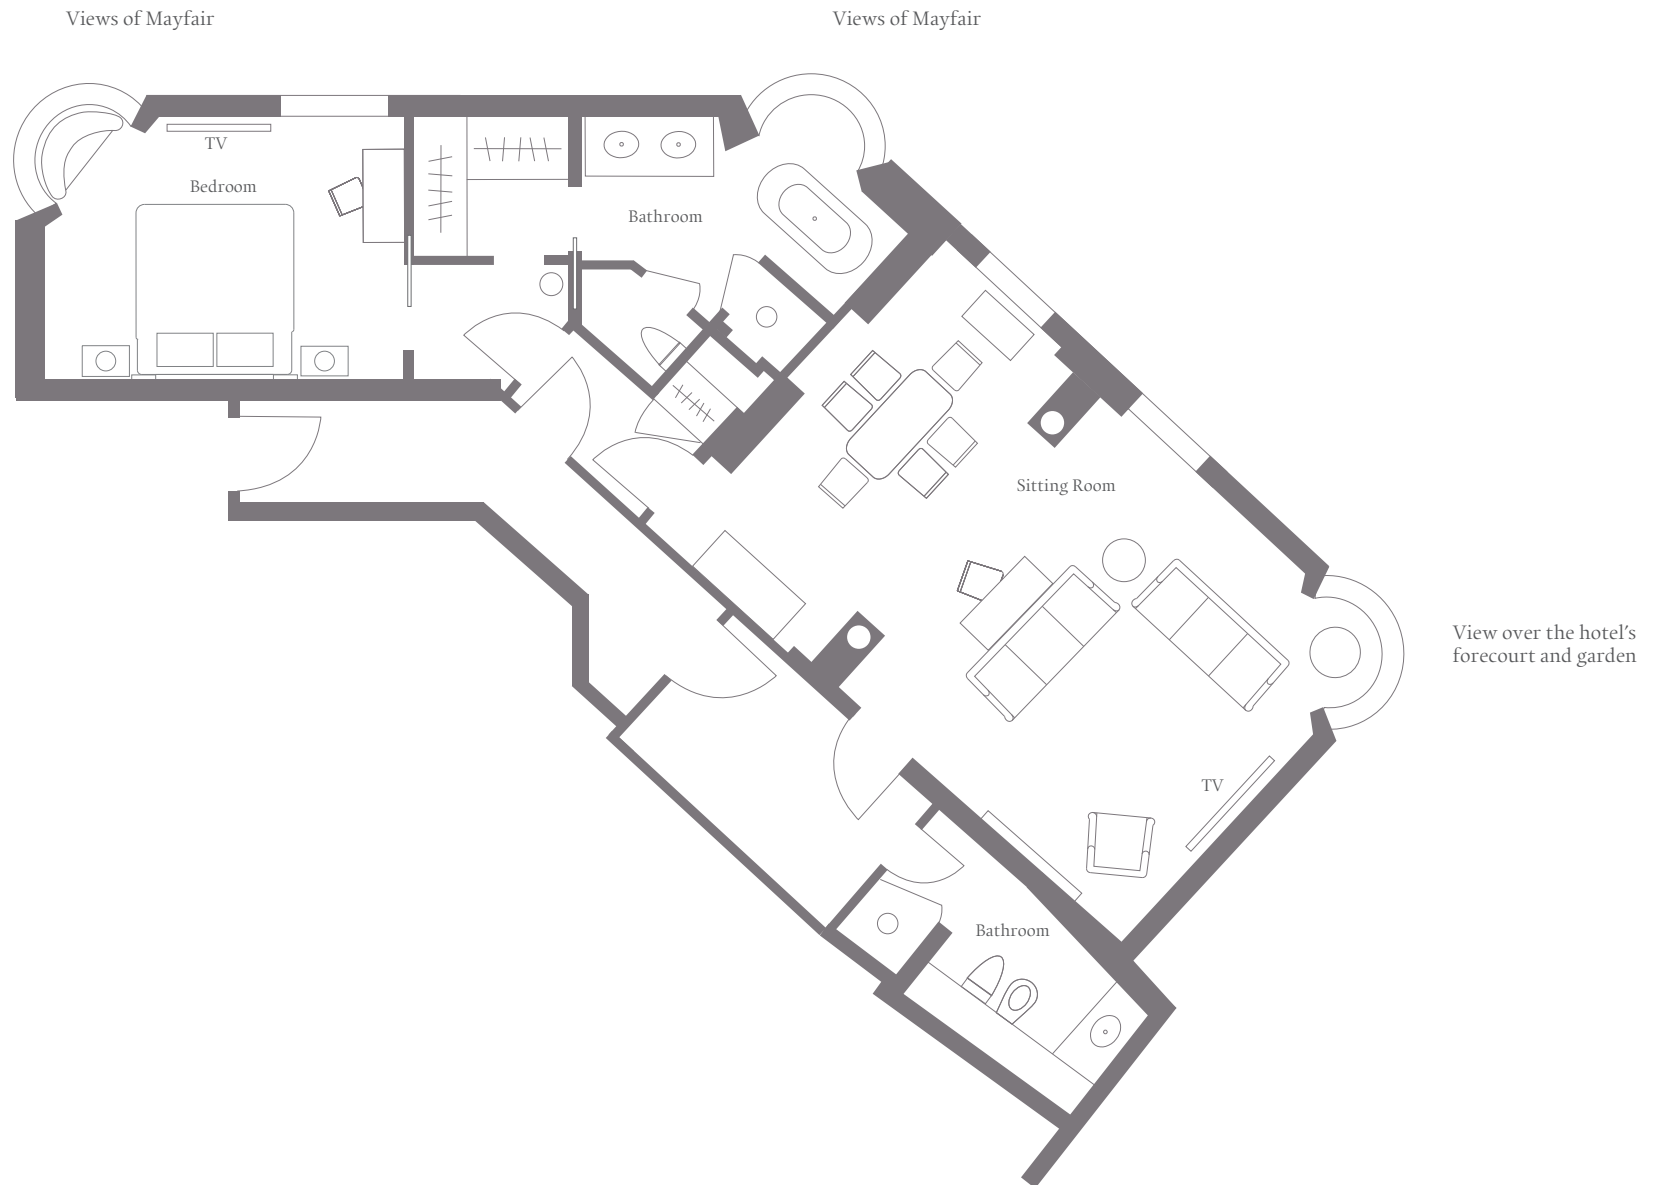 Views of Mayfair
Views of Mayfair
TV
Bedroom
Bathroom
Sitting Room
View over the hotel's
forecourt and garden
TV
Bathroom